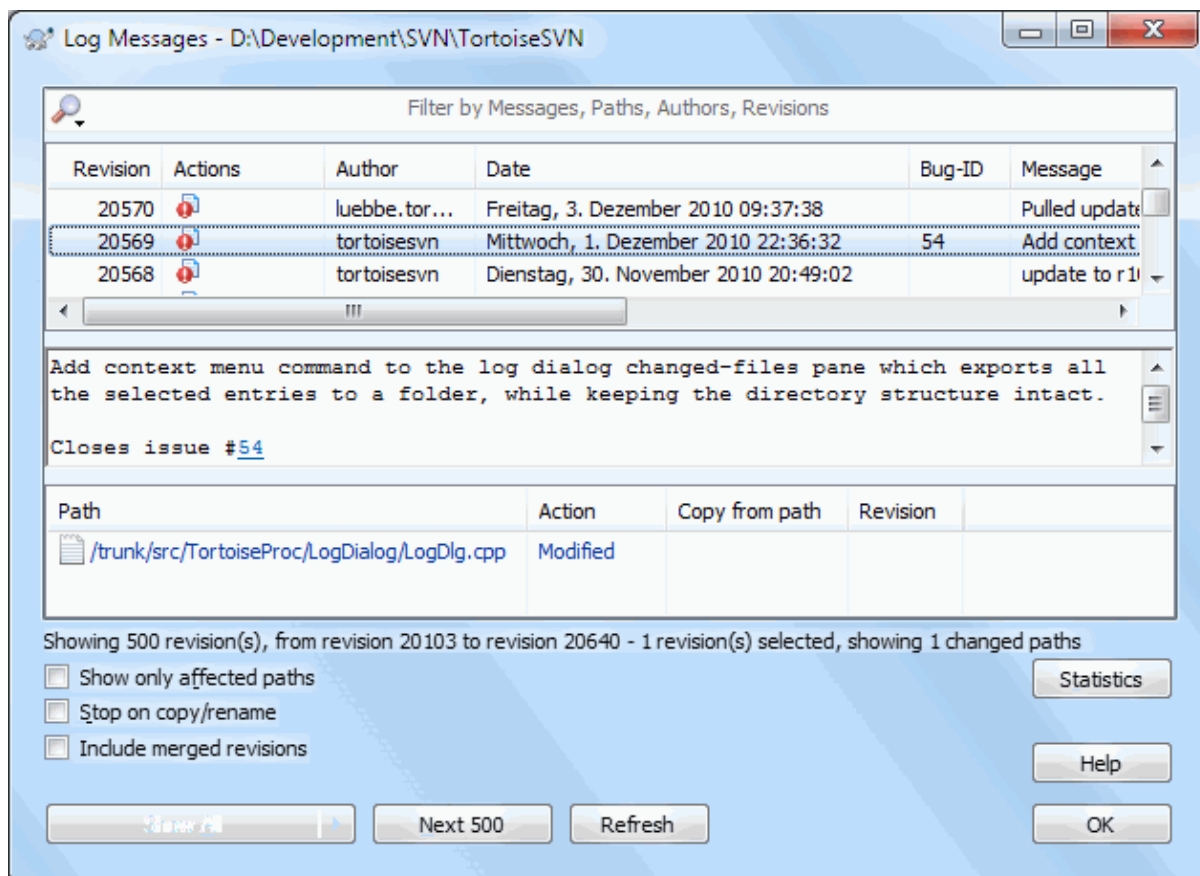 Log Messages - D:\Development\SVN\TortoiseSVN
Filter by Messages, Paths, Authors, Revisions
Revision Actions Author Date Bug-ID Message
20570 luebbe.tor... Freitag, 3. Dezember 2010 09:37:38 Pulled update
20569 tortoisesvn Mittwoch, 1. Dezember 2010 22:36:32 54 Add context
20568 tortoisesvn Dienstag, 30. November 2010 20:49:02 update to r10
Add context menu command to the log dialog changed-files pane which exports all
the selected entries to a folder, while keeping the directory structure intact.
Closes issue #54
Path Action Copy from path Revision
/trunk/src/TortoiseProc/LogDialog/LogDlg.cpp Modified
Showing 500 revision(s), from revision 20103 to revision 20640 - 1 revision(s) selected, showing 1 changed paths
Show only affected paths
Statistics
Stop on copy/rename
Include merged revisions
Help
Show All Next 500 Refresh OK